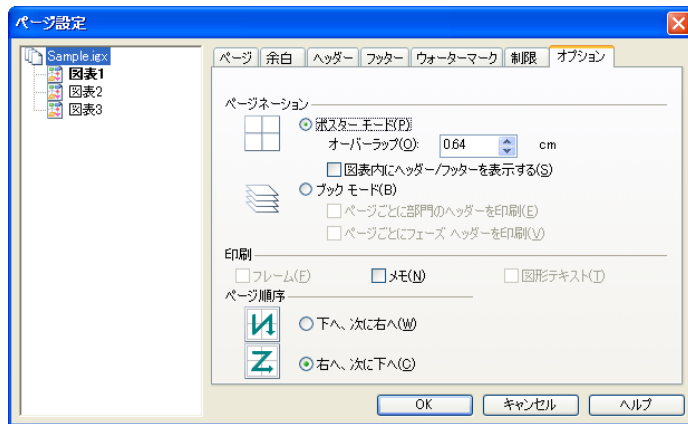 ページ設定
Sample.igx
図表1
図表2
図表3
ページ 余白 ヘッダー フッター ウォーターマーク 制限 オプション
ページネーション
ポスター モード(P)
オーバーラップ(O): 0.64 cm
図表内にヘッダー/フッターを表示する(S)
ブック モード(B)
ページごとに部門のヘッダーを印刷(E)
ページごとにフェーズ ヘッダーを印刷(V)
印刷
フレーム(F) メモ(N) 図形テキスト(T)
ページ順序
下へ、次に右へ(W)
右へ、次に下へ(C)
OK キャンセル ヘルプ